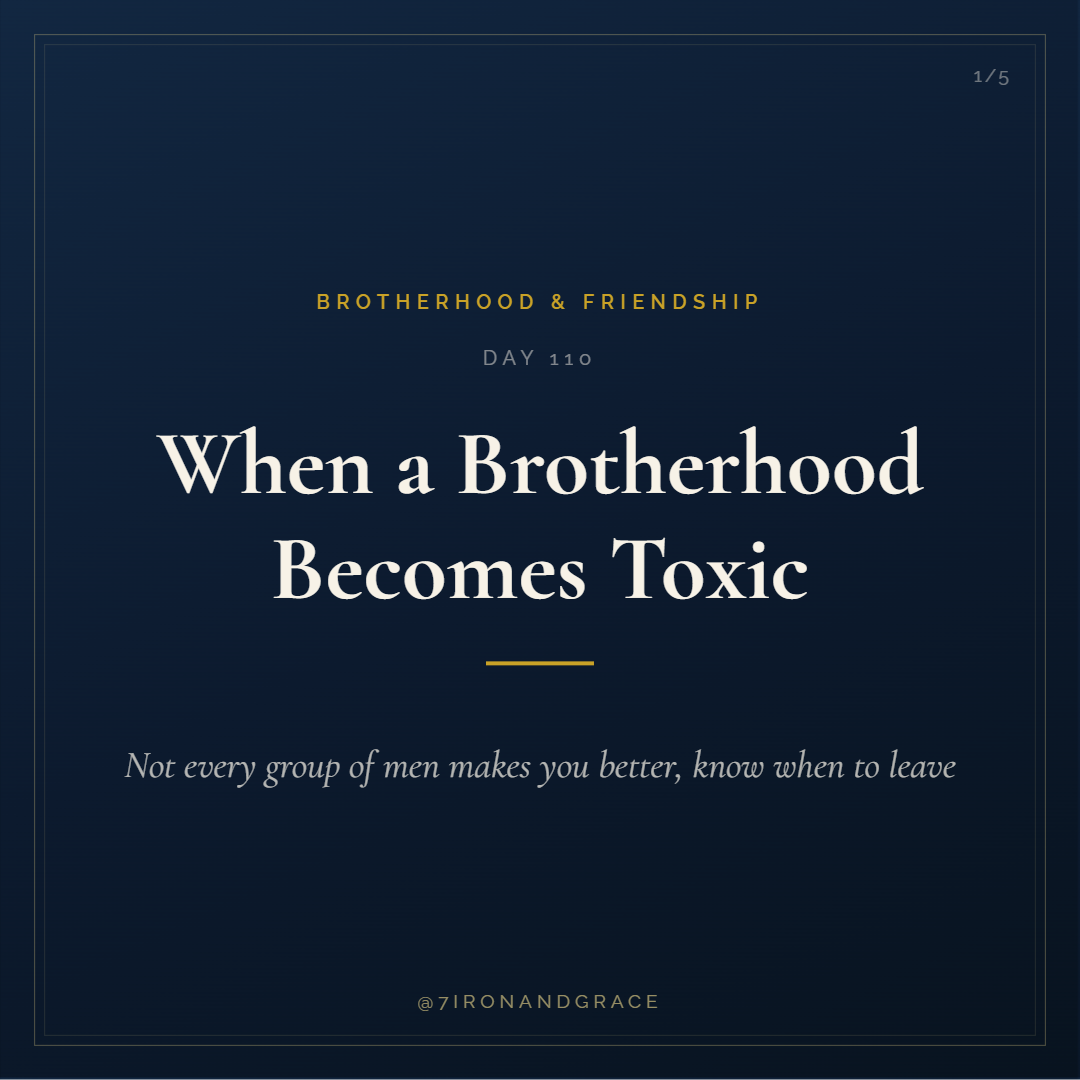 1/5
BROTHERHOOD & FRIENDSHIP
DAY 110
When a Brotherhood
Becomes Toxic
Not every group of men makes you better, know when to leave
@7IRONANDGRACE